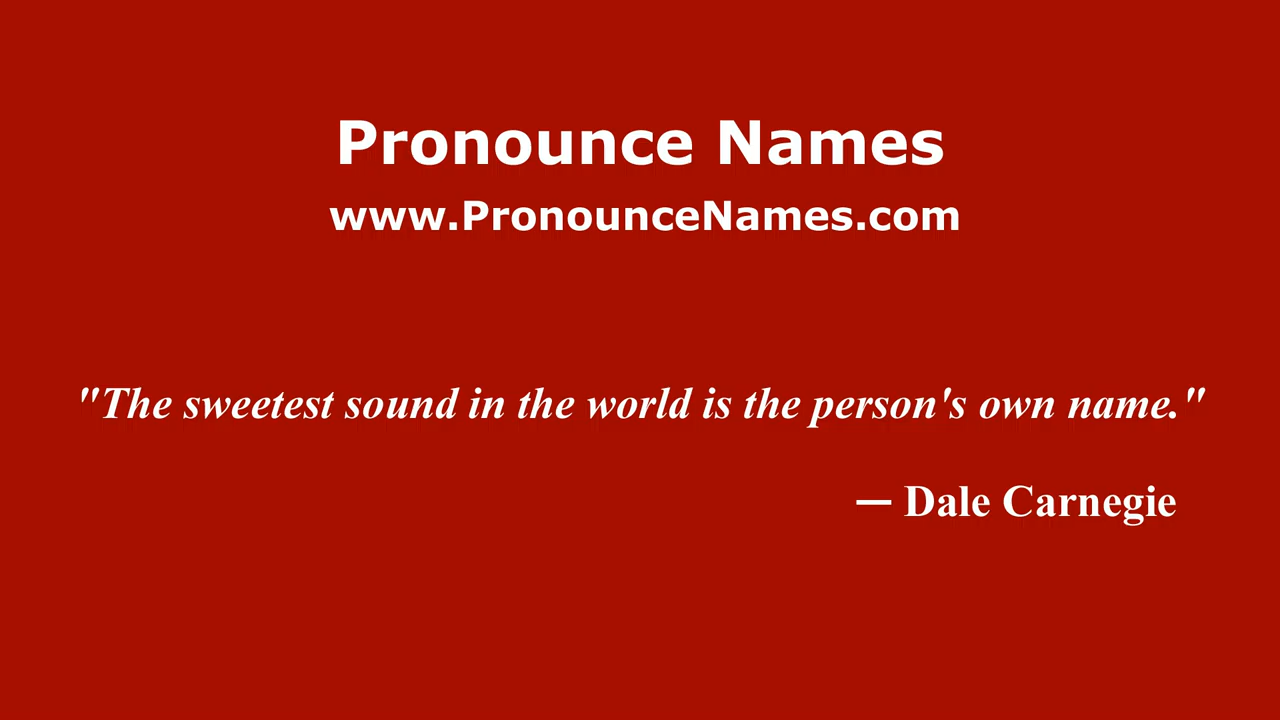 Pronounce Names
www.PronounceNames.com
"The sweetest sound in the world is the person's own name."
— Dale Carnegie